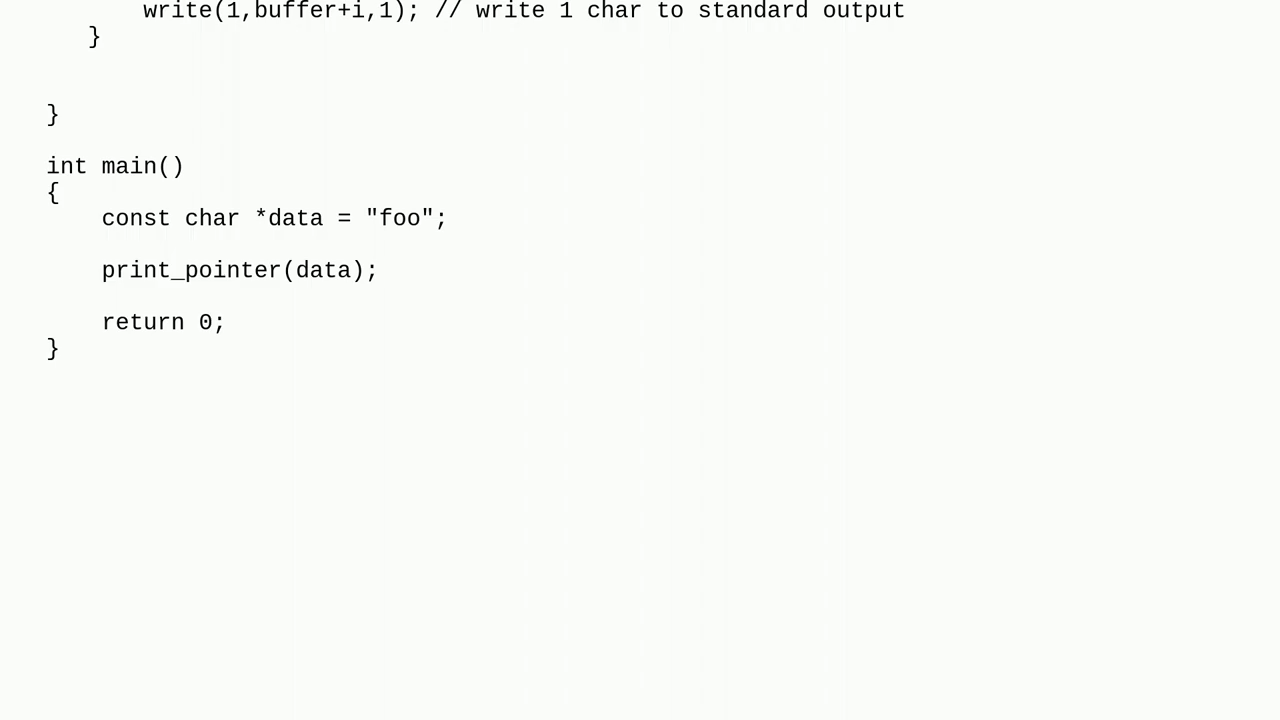 write(1,buffer+i,1); // write 1 char to standard output
}
}
int main()
{
const char *data = "foo";
print_pointer(data);
return 0;
}